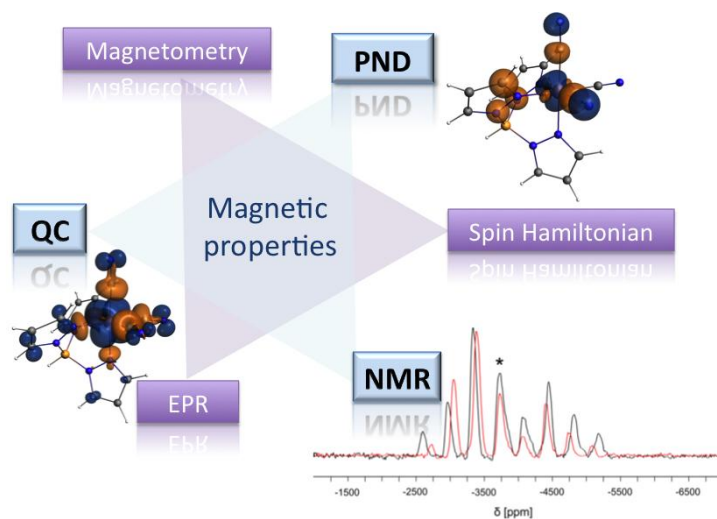 Magnetometry
PND
QC
Magnetic
properties
Spin Hamiltonian
EPR
NMR
*
-1500 -2500 -3500 -4500 -5500 -6500
δ [ppm]